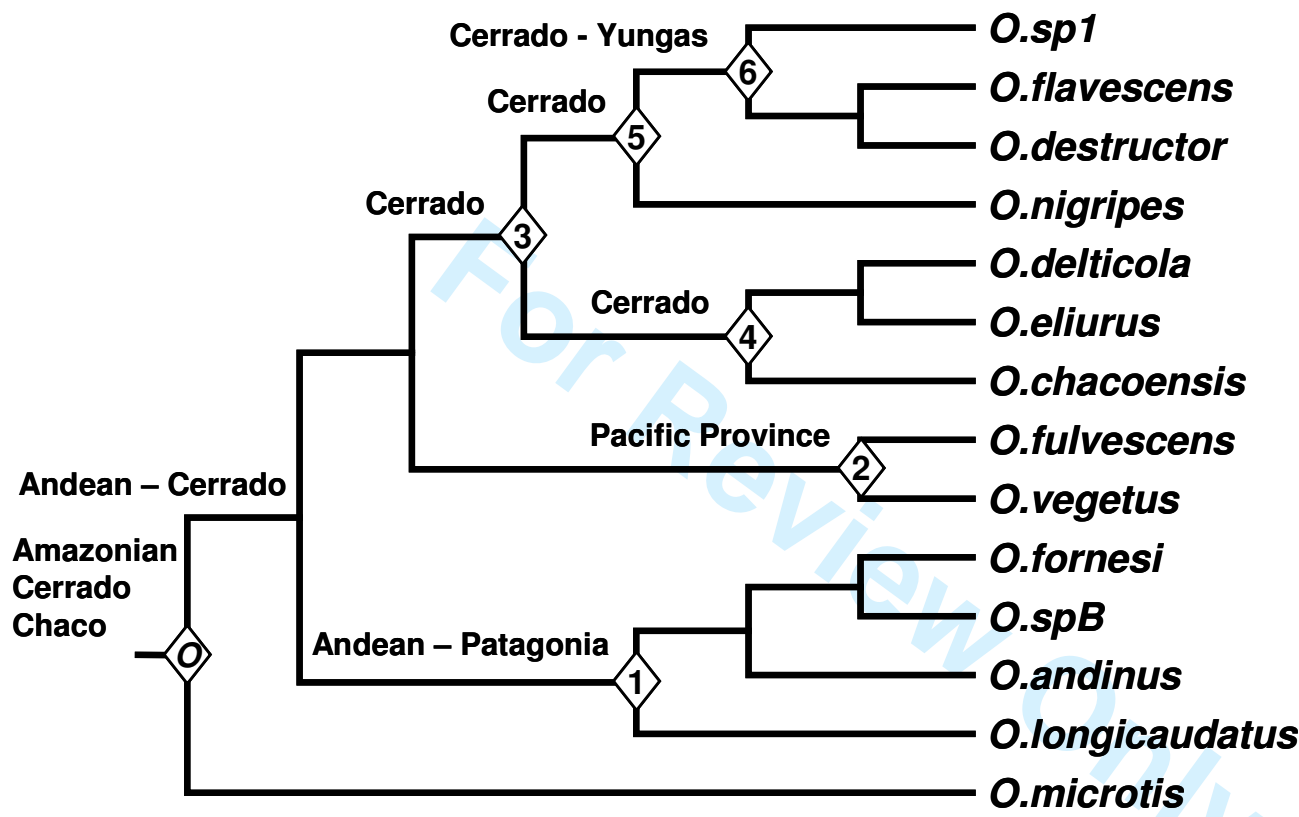 Cerrado - Yungas
6
O.sp1
O.flavescens
Cerrado
5
O.destructor
O.nigripes
Cerrado
3
O.delticola
Cerrado
4
O.eliurus
O.chacoensis
Pacific Province
2
O.fulvescens
O.vegetus
Andean – Cerrado
Amazonian
Cerrado
Chaco
O
O.fornesi
O.spB
Andean – Patagonia
1
O.andinus
O.longicaudatus
O.microtis
For Review Only